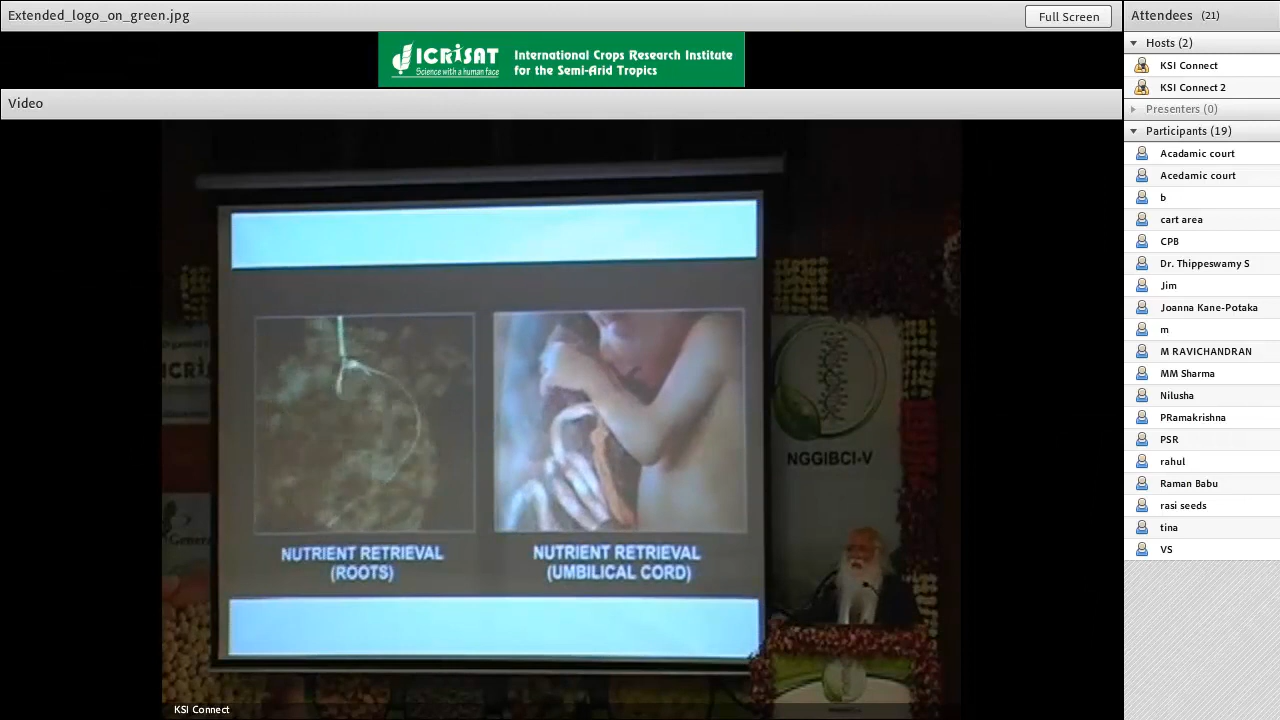 Extended_logo_on_green.jpg
Full Screen
ICRISAT
Science with a human face
International Crops Research Institute
for the Semi-Arid Tropics
Video
NUTRIENT RETRIEVAL
(ROOTS)
NUTRIENT RETRIEVAL
(UMBILICAL CORD)
ICRIS
NGGIBCI-V
Genera
KSI Connect
Attendees (21)
Hosts (2)
KSI Connect
KSI Connect 2
Presenters (0)
Participants (19)
Acadamic court
Acedamic court
b
cart area
CPB
Dr. Thippeswamy S
Jim
Joanna Kane-Potaka
m
M RAVICHANDRAN
MM Sharma
Nilusha
PRamakrishna
PSR
rahul
Raman Babu
rasi seeds
tina
VS